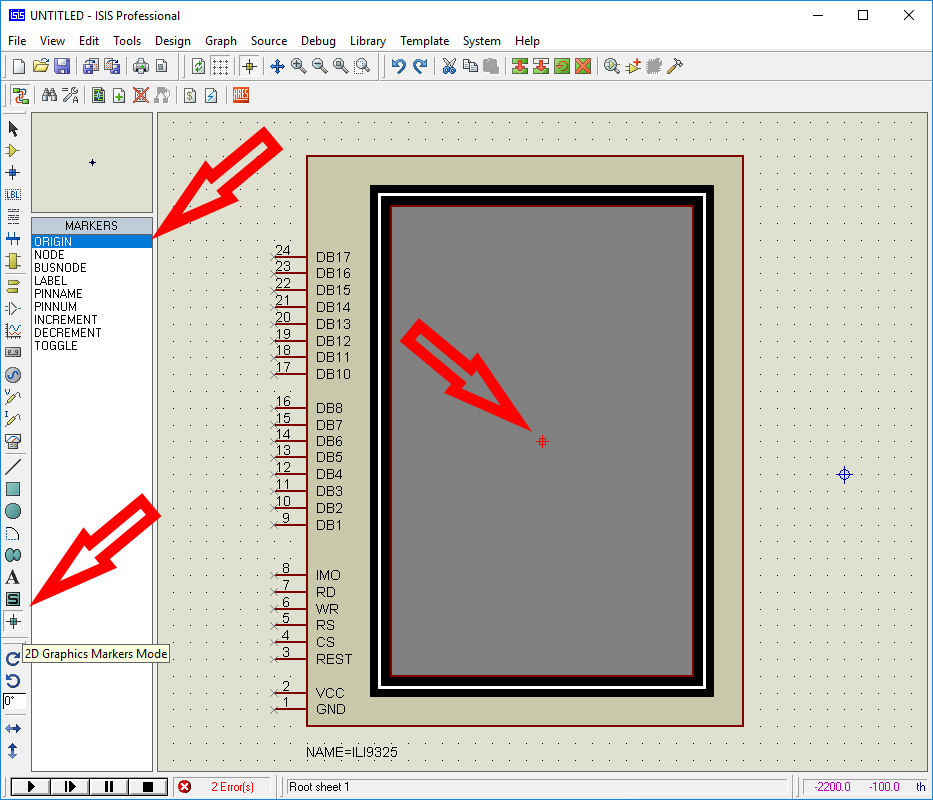 ISIS UNTITLED - ISIS Professional
File View Edit Tools Design Graph Source Debug Library Template System Help
$ ARES
LBL
MARKERS
ORIGIN
NODE
BUSNODE
LABEL
PINNAME
PINNUM
INCREMENT
DECREMENT
TOGGLE
24 DB17
23 DB16
22 DB15
21 DB14
20 DB13
19 DB12
18 DB11
17 DB10
16 DB8
15 DB7
14 DB6
13 DB5
12 DB4
11 DB3
10 DB2
9 DB1
8 IMO
7 RD
6 WR
5 RS
4 CS
3 REST
2 VCC
1 GND
NAME=ILI9325
V
I
A
S
2D Graphics Markers Mode
0°
2 Error(s)
Root sheet 1
-2200.0 -100.0 th